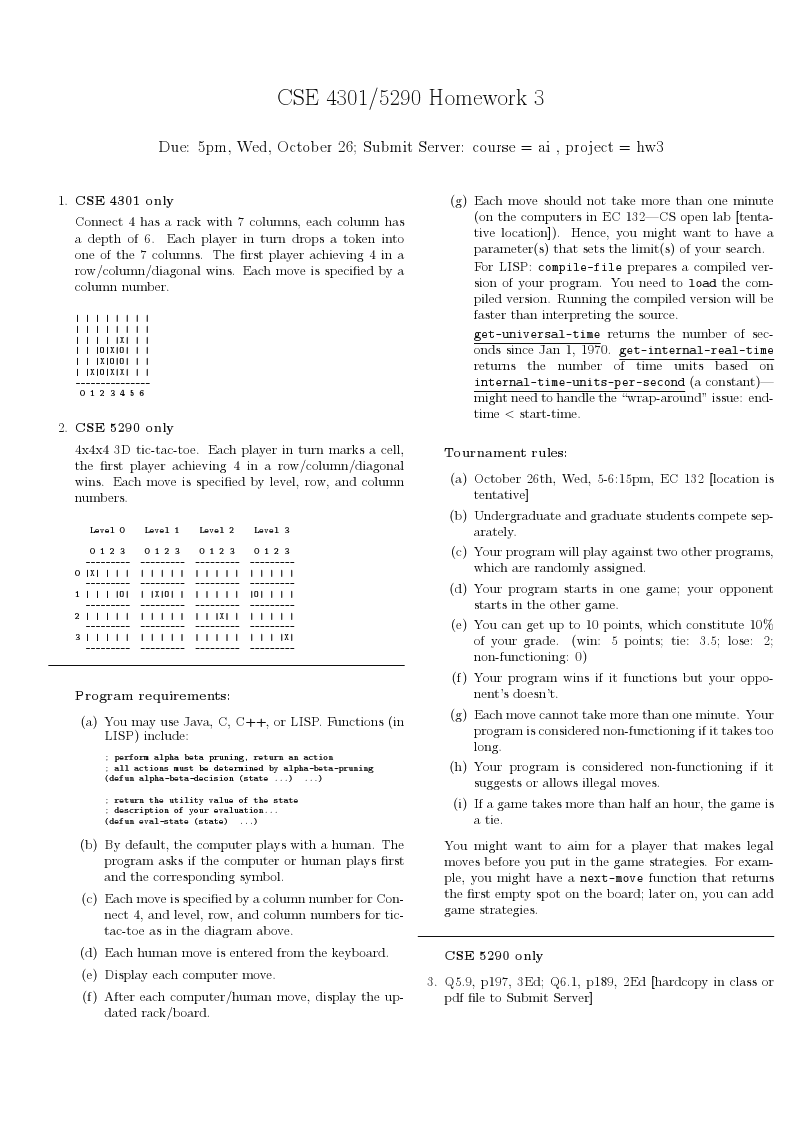 CSE 4301/5290 Homework 3
Due: 5pm, Wed, October 26; Submit Server: course = ai , project = hw3
1. CSE 4301 only
Connect 4 has a rack with 7 columns, each column has
a depth of 6. Each player in turn drops a token into
one of the 7 columns. The first player achieving 4 in a
row/column/diagonal wins. Each move is specified by a
column number.
| | | | | | | |
| | | | | | | |
| | | | |X| | |
| | |O|X|O| | |
| | |X|O|O| | |
| |X|O|X|X| | |
---------------
0 1 2 3 4 5 6
2. CSE 5290 only
4x4x4 3D tic-tac-toe. Each player in turn marks a cell,
the first player achieving 4 in a row/column/diagonal
wins. Each move is specified by level, row, and column
numbers.
Level 0 Level 1 Level 2 Level 3
0 1 2 3 0 1 2 3 0 1 2 3 0 1 2 3
--------- --------- --------- ---------
0 |X| | | | | | | | | | | | | | | | | | | |
--------- --------- --------- ---------
1 | | | |O| | |X|O| | | | | | | |O| | | |
--------- --------- --------- ---------
2 | | | | | | | | | | | | |X| | | | | | |
--------- --------- --------- ---------
3 | | | | | | | | | | | | | | | | | | |X|
--------- --------- --------- ---------
Program requirements:
(a) You may use Java, C, C++, or LISP. Functions (in
LISP) include:
; perform alpha beta pruning, return an action
; all actions must be determined by alpha-beta-pruning
(defun alpha-beta-decision (state ...) ...)
; return the utility value of the state
; description of your evaluation...
(defun eval-state (state) ...)
(b) By default, the computer plays with a human. The
program asks if the computer or human plays first
and the corresponding symbol.
(c) Each move is specified by a column number for Con-
nect 4, and level, row, and column numbers for tic-
tac-toe as in the diagram above.
(d) Each human move is entered from the keyboard.
(e) Display each computer move.
(f) After each computer/human move, display the up-
dated rack/board.
(g) Each move should not take more than one minute
(on the computers in EC 132—CS open lab [tenta-
tive location]). Hence, you might want to have a
parameter(s) that sets the limit(s) of your search.
For LISP: compile-file prepares a compiled ver-
sion of your program. You need to load the com-
piled version. Running the compiled version will be
faster than interpreting the source.
get-universal-time returns the number of sec-
onds since Jan 1, 1970. get-internal-real-time
returns the number of time units based on
internal-time-units-per-second (a constant)—
might need to handle the “wrap-around” issue: end-
time < start-time.
Tournament rules:
(a) October 26th, Wed, 5-6:15pm, EC 132 [location is
tentative]
(b) Undergraduate and graduate students compete sep-
arately.
(c) Your program will play against two other programs,
which are randomly assigned.
(d) Your program starts in one game; your opponent
starts in the other game.
(e) You can get up to 10 points, which constitute 10%
of your grade. (win: 5 points; tie: 3.5; lose: 2;
non-functioning: 0)
(f) Your program wins if it functions but your oppo-
nent's doesn't.
(g) Each move cannot take more than one minute. Your
program is considered non-functioning if it takes too
long.
(h) Your program is considered non-functioning if it
suggests or allows illegal moves.
(i) If a game takes more than half an hour, the game is
a tie.
You might want to aim for a player that makes legal
moves before you put in the game strategies. For exam-
ple, you might have a next-move function that returns
the first empty spot on the board; later on, you can add
game strategies.
CSE 5290 only
3. Q5.9, p197, 3Ed; Q6.1, p189, 2Ed [hardcopy in class or
pdf file to Submit Server]